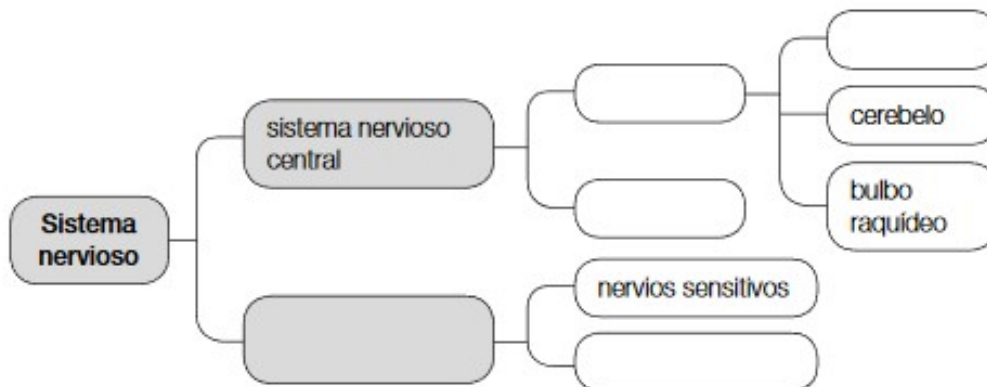 Sistema
nervioso
sistema nervioso
central
cerebelo
bulbo
raquídeo
nervios sensitivos